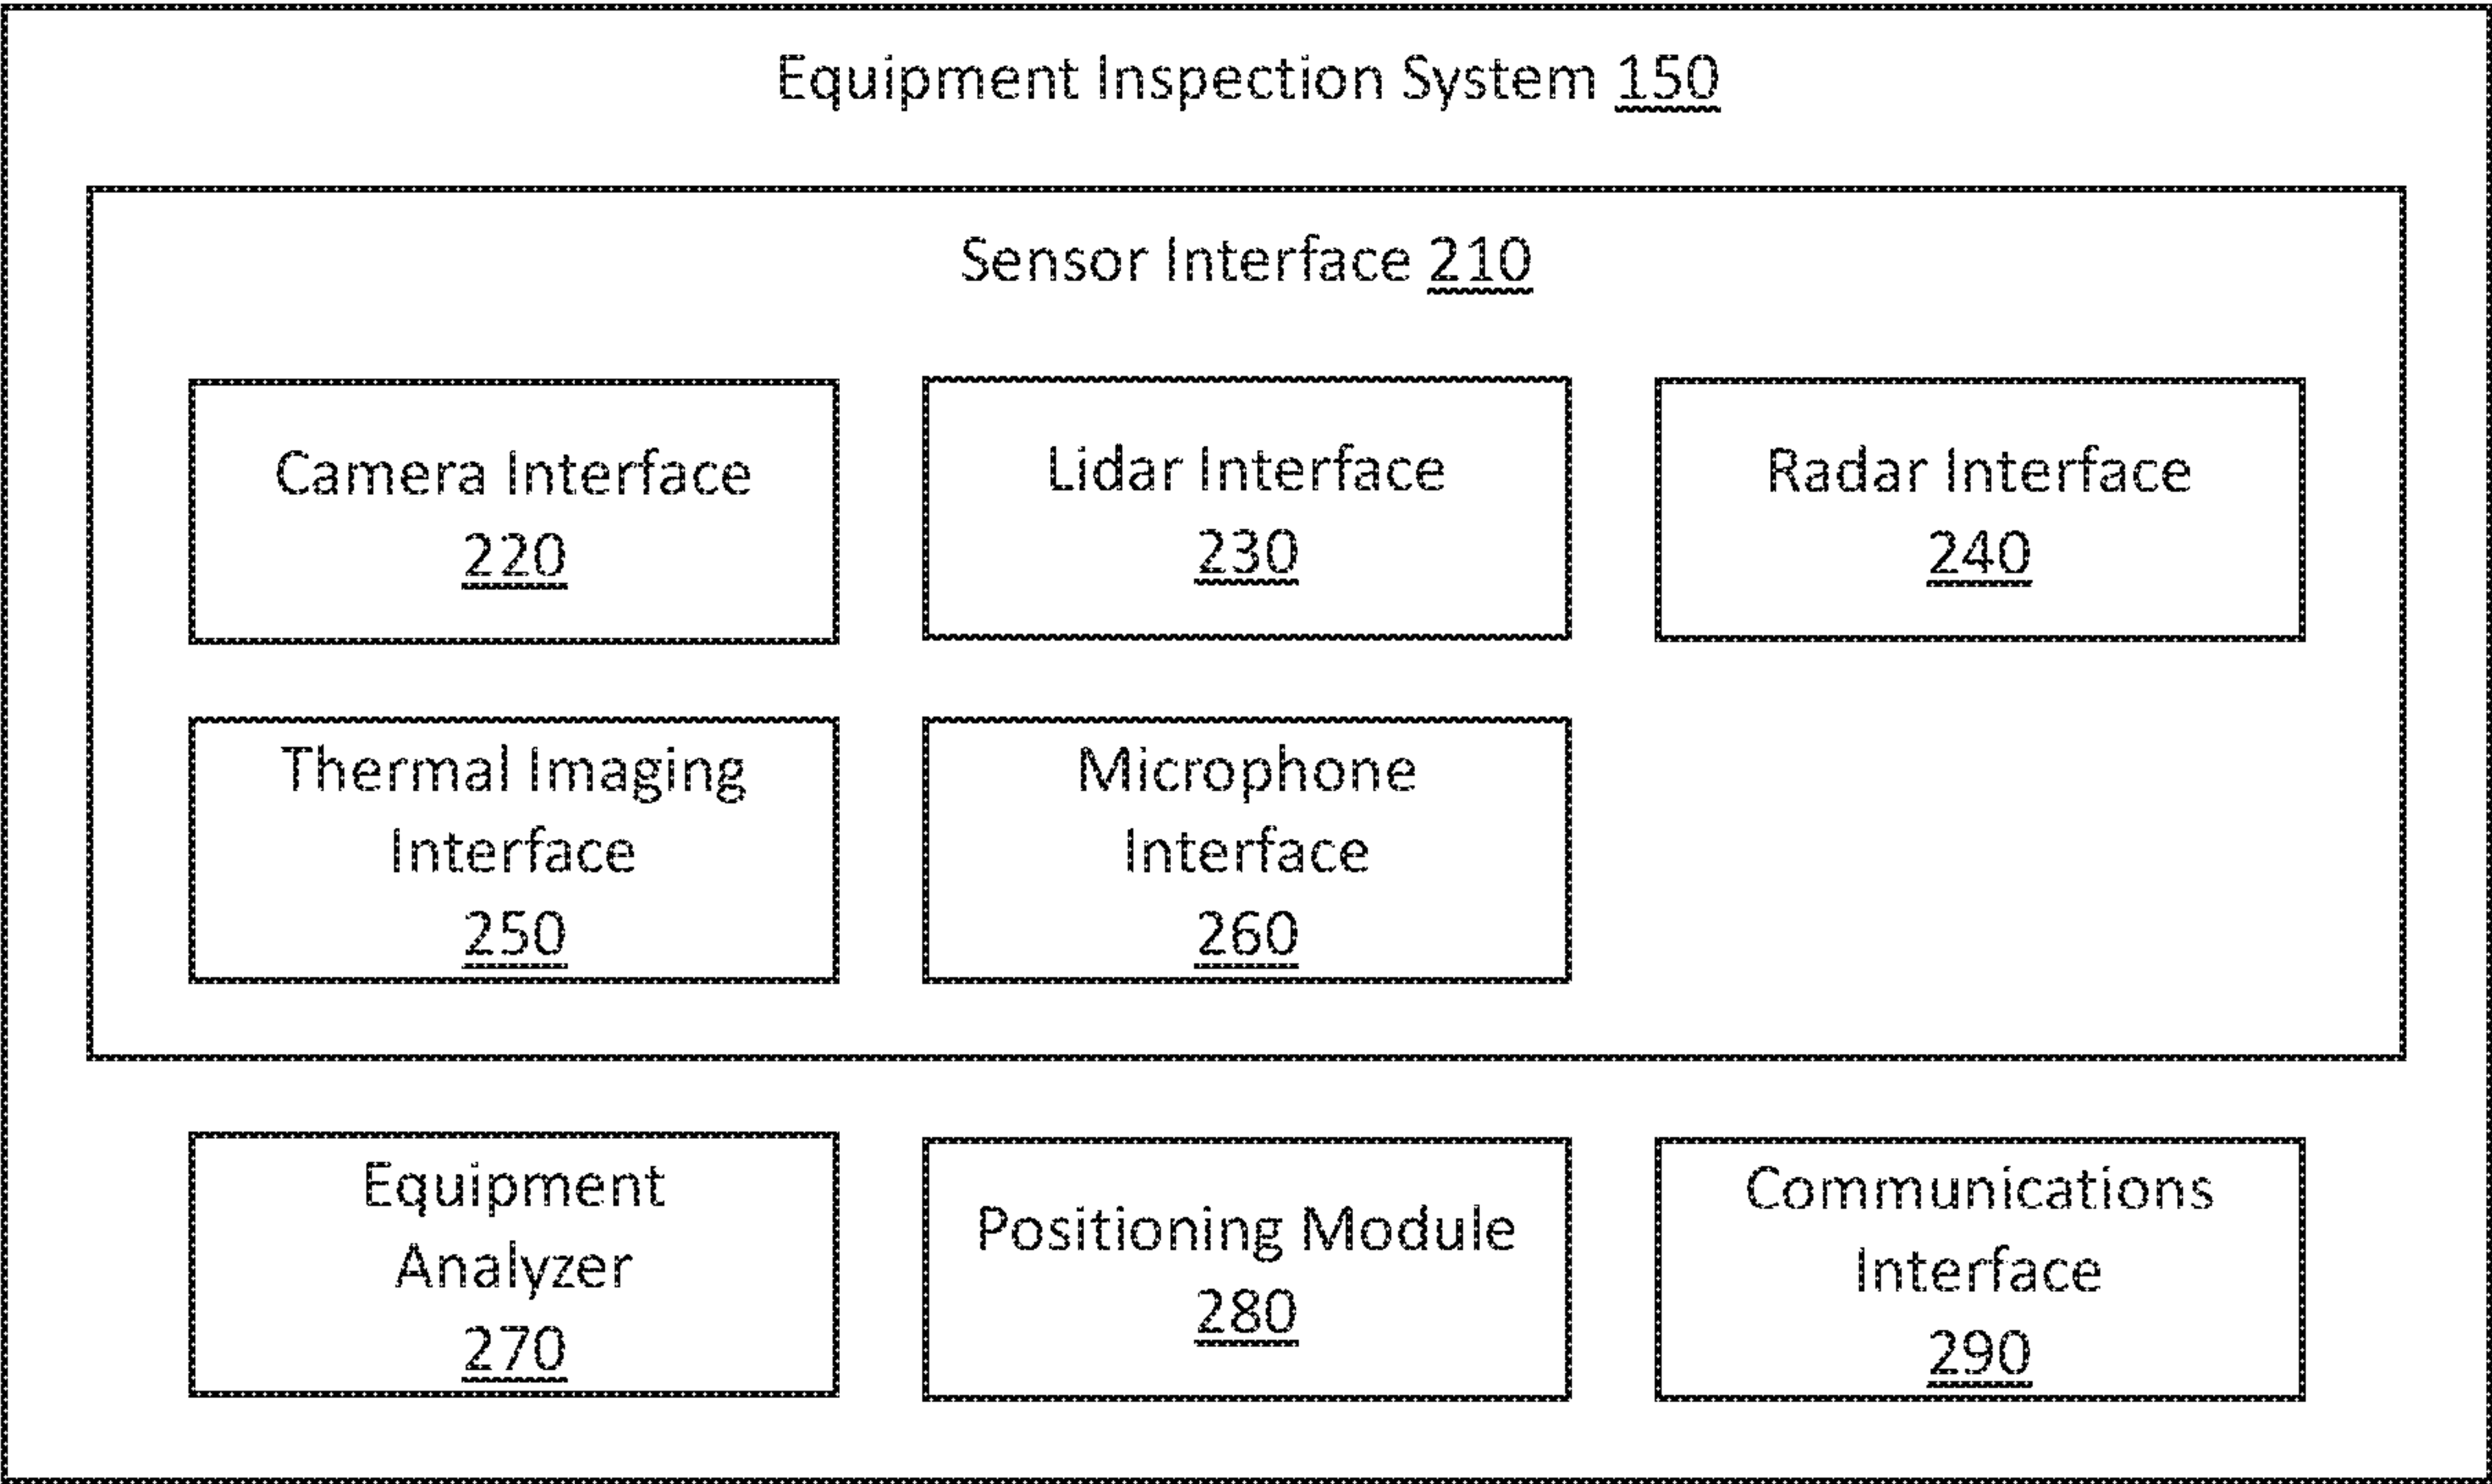 Equipment Inspection System 150
Sensor Interface 210
Camera Interface
220
Lidar Interface
230
Radar Interface
240
Thermal Imaging
Interface
250
Microphone
Interface
260
Equipment
Analyzer
270
Positioning Module
280
Communications
Interface
290